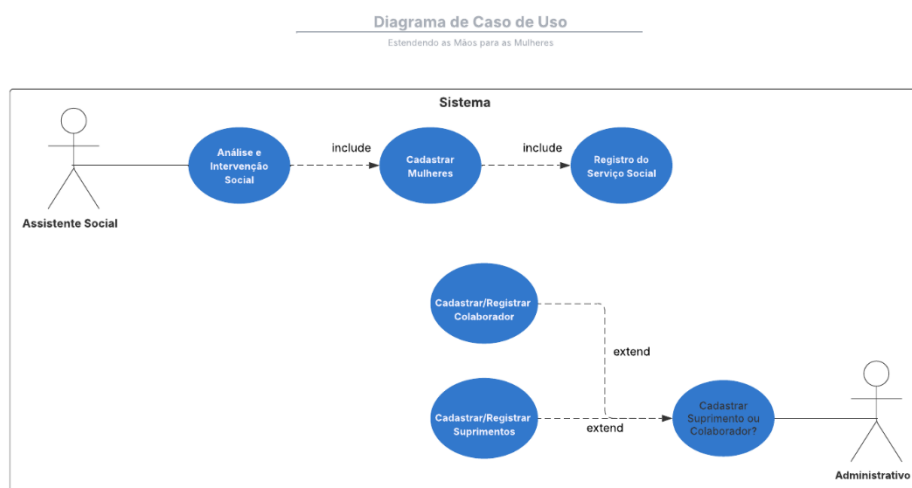 Diagrama de Caso de Uso
Estendendo as Mãos para as Mulheres
Sistema
Análise e
Intervenção
Social
include
Cadastrar
Mulheres
include
Registro do
Serviço Social
Assistente Social
Cadastrar/Registrar
Colaborador
extend
Cadastrar/Registrar
Suprimentos
extend
Cadastrar
Suprimento ou
Colaborador?
Administrativo